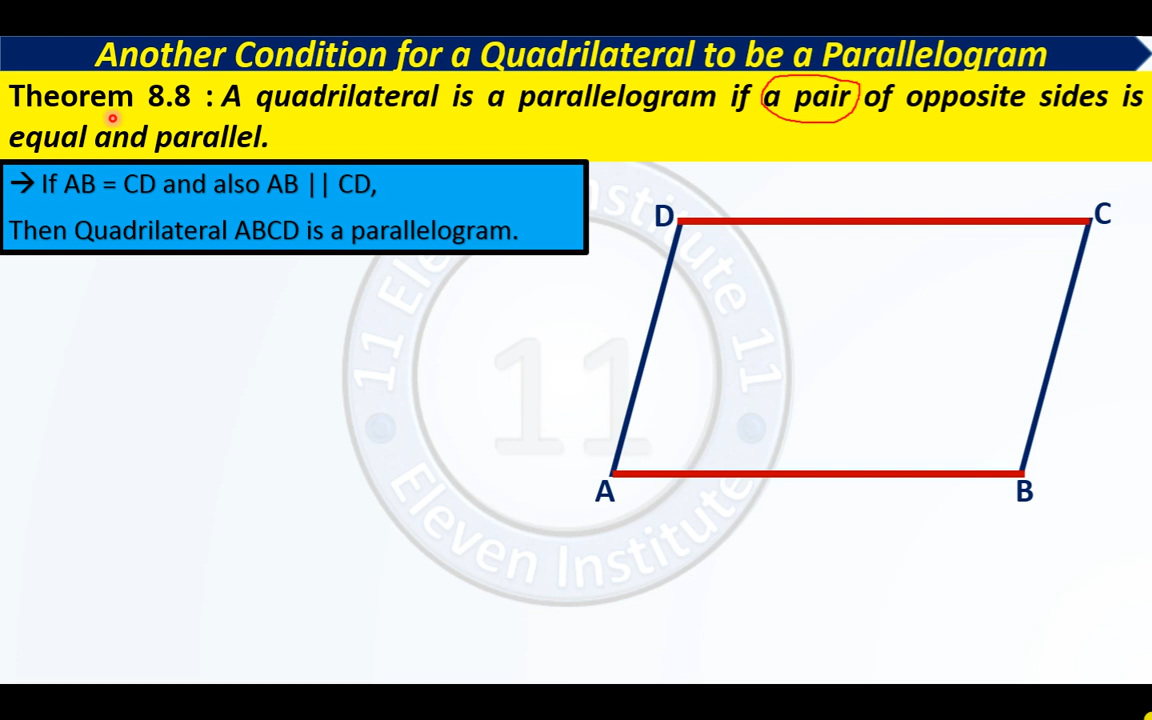 Another Condition for a Quadrilateral to be a Parallelogram
Theorem 8.8 : A quadrilateral is a parallelogram if a pair of opposite sides is
equal and parallel.
→ If AB = CD and also AB || CD,
Then Quadrilateral ABCD is a parallelogram.
D
C
A
B
11 Eleven Institute 11
11
Eleven Institute